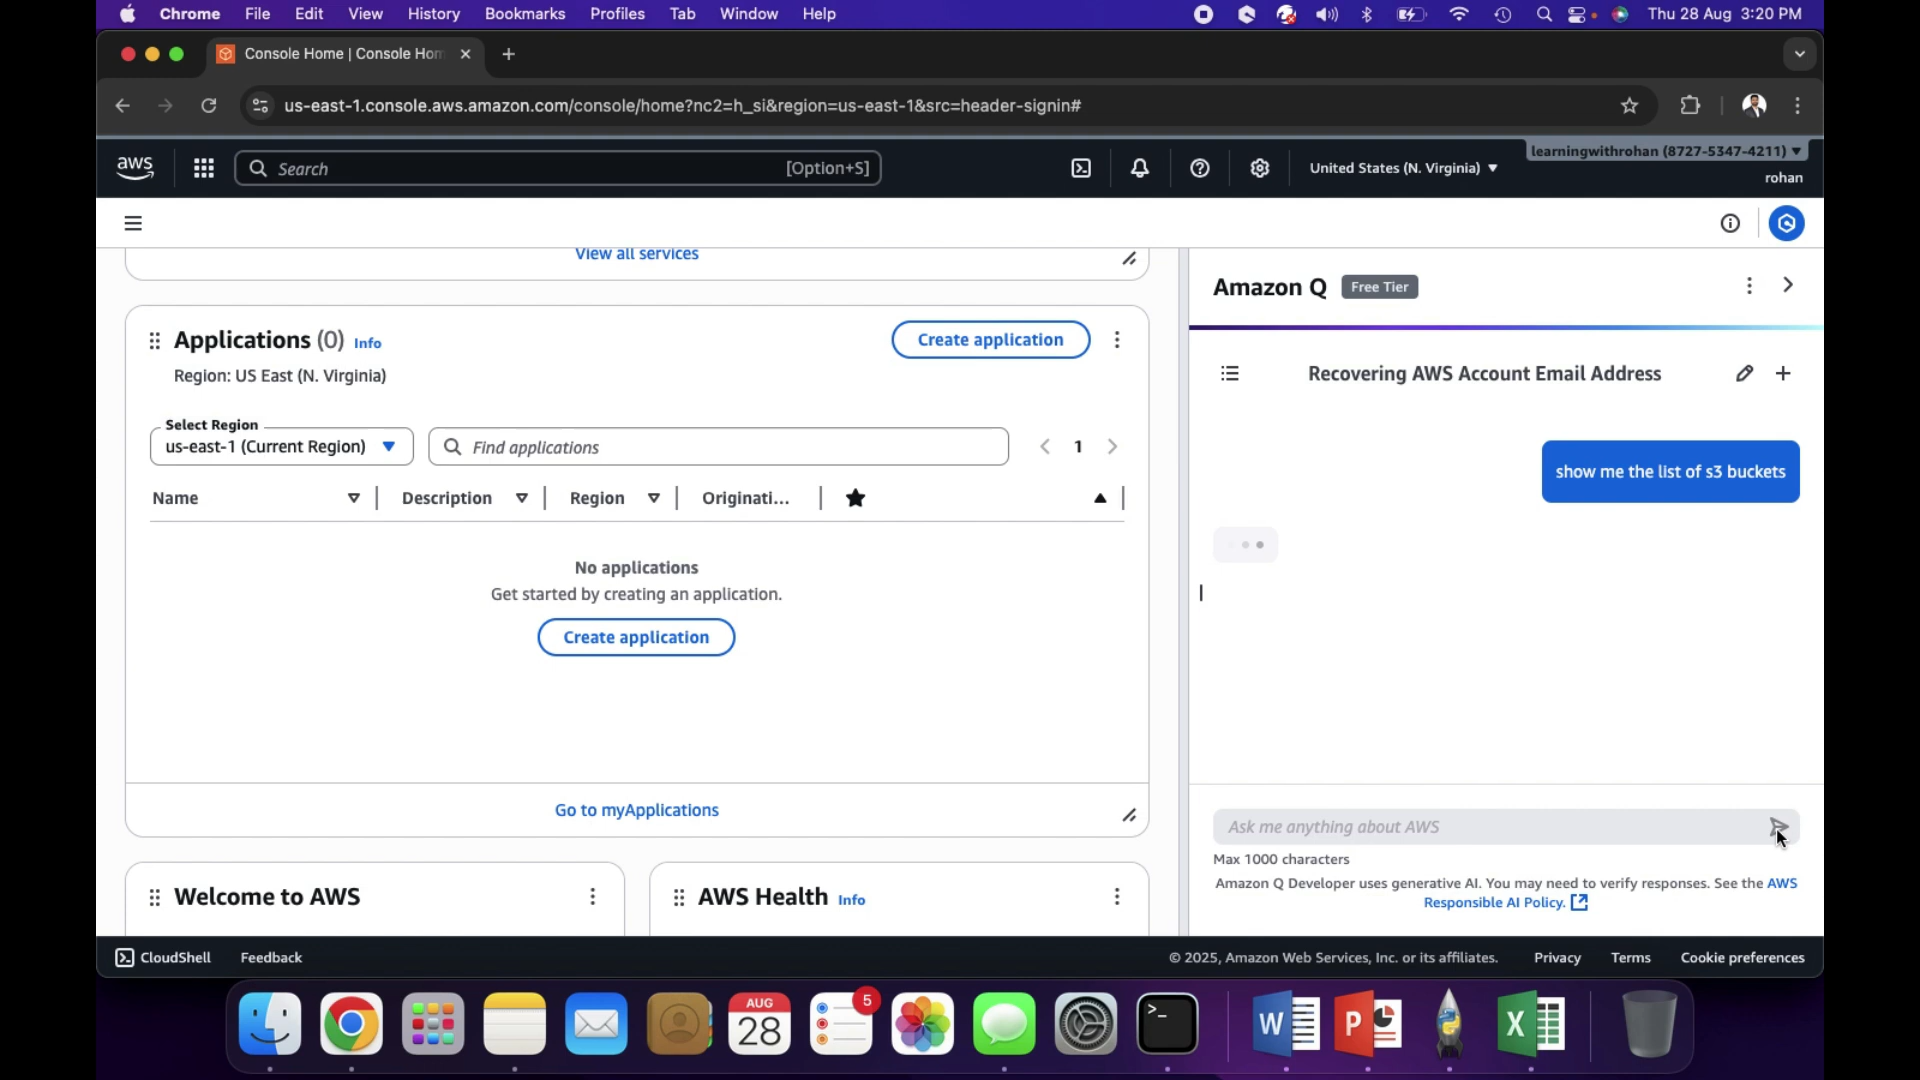 Chrome File Edit View History Bookmarks Profiles Tab Window Help Thu 28 Aug 3:20 PM
Console Home | Console Hom
us-east-1.console.aws.amazon.com/console/home?nc2=h_si&region=us-east-1&src=header-signin#
aws Search [Option+S] United States (N. Virginia) learningwithrohan (8727-5347-4211)
rohan
View all services
Applications (0) Info Create application
Region: US East (N. Virginia)
Select Region
us-east-1 (Current Region) Find applications 1
Name Description Region Originati...
No applications
Get started by creating an application.
Create application
Go to myApplications
Welcome to AWS
AWS Health Info
Amazon Q Free Tier
Recovering AWS Account Email Address
show me the list of s3 buckets
Ask me anything about AWS
Max 1000 characters
Amazon Q Developer uses generative AI. You may need to verify responses. See the AWS
Responsible AI Policy.
CloudShell Feedback © 2025, Amazon Web Services, Inc. or its affiliates. Privacy Terms Cookie preferences
AUG
28
5
W
P
X